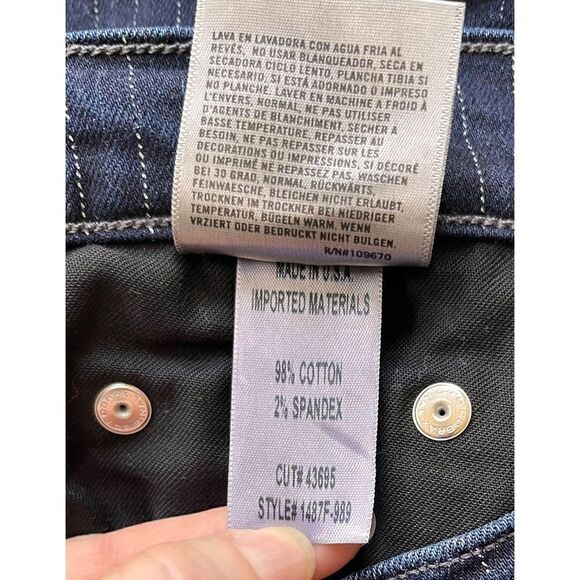 LAVA EN LAVADORA CON AGUA FRIA AL
REVÉS, NO USAR BLANQUEADOR, SECA EN
SECADORA CICLO LENTO, PLANCHA TIBIA SI
NECESARIO; SI ESTÁ ADORNADO O IMPRESO
NO PLANCHE. LAVER EN MACHINE A FROID À
L'ENVERS, NORMAL, NE PAS UTILISER
D'AGENTS DE BLANCHIMENT, SECHER A
BASSE TEMPERATURE. REPASSER AU
BESOIN, NE PAS REPASSER SUR LES
DECORATIONS OU IMPRESSIONS. SI DÉCORÉ
OU IMPRIMÉ NE REPASSEZ PAS, WASCHEN
BEI 30 GRAD, NORMAL, RÜCKWÄRTS,
FEINWAESCHE, BLEICHEN NICHT ERLAUBT,
TROCKNEN IM TROCKNER BEI NIEDRIGER
TEMPERATUR, BÜGELN WARM, WENN
VRZIERT ODER BEDRUCKT NICHT BULGEN.
R/N#109670
MADE IN U.S.A.
IMPORTED MATERIALS
98% COTTON
2% SPANDEX
CUT# 43695
STYLE# 1487F-989